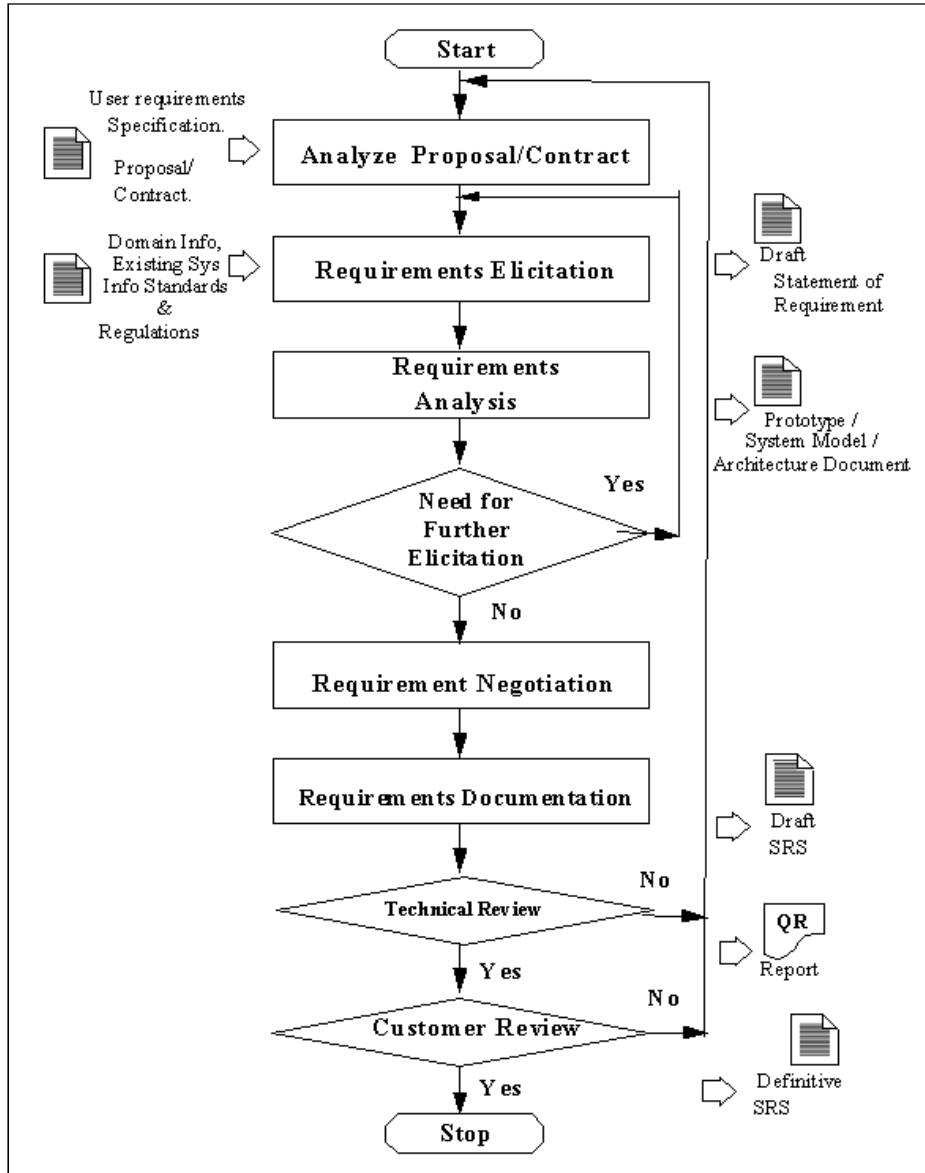 Start
User requirements
Specification.
Proposal/
Contract.
Analyze Proposal/Contract
Domain Info,
Existing Sys
Info Standards
&
Regulations
Requirements Elicitation
Draft
Statement of
Requirement
Requirements
Analysis
Prototype /
System Model /
Architecture Document
Need for
Further
Elicitation
Yes
No
Requirement Negotiation
Requirements Documentation
Draft
SRS
Technical Review
No
Yes
QR
Report
Customer Review
No
Yes
Definitive
SRS
Stop